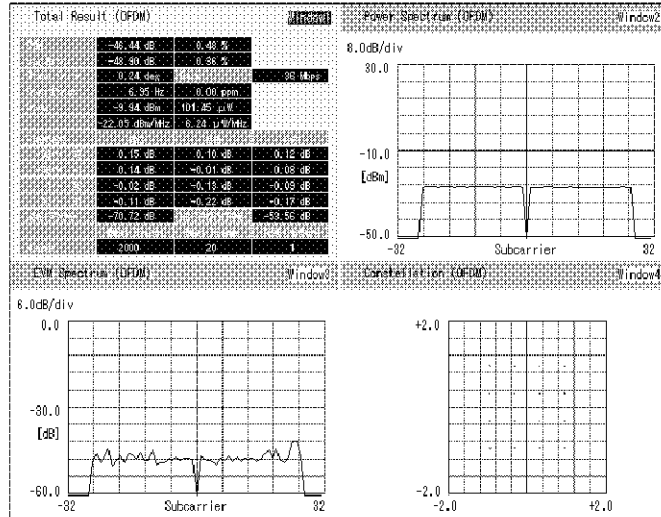 Total Result (OFDM) Window1
-46.44 dB 0.48 %
-48.90 dB 0.36 %
0.24 deg 36 Mbps
6.95 Hz 0.00 ppm
-9.94 dBm 101.45 µW
-22.05 dBm/MHz 6.24 µW/MHz
0.15 dB 0.10 dB 0.12 dB
0.14 dB -0.01 dB 0.08 dB
-0.02 dB -0.13 dB -0.09 dB
-0.11 dB -0.22 dB -0.17 dB
-70.72 dB -53.56 dB
2000 20 1
Power Spectrum (OFDM) Window2
8.0dB/div
30.0
-10.0
[dBm]
-50.0
-32 Subcarrier 32
EVM Spectrum (OFDM) Window3
6.0dB/div
0.0
-30.0
[dB]
-60.0
-32 Subcarrier 32
Constellation (OFDM) Window4
+2.0
-2.0
-2.0 +2.0